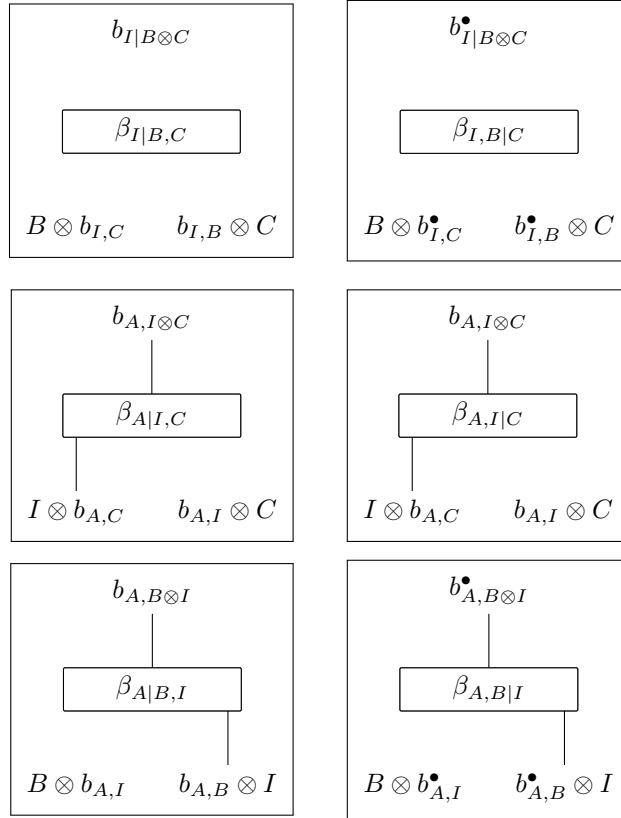 b_{I|B⊗C}
β_{I|B,C}
B ⊗ b_{I,C} b_{I,B} ⊗ C
b^•_{I|B⊗C}
β_{I,B|C}
B ⊗ b^•_{I,C} b^•_{I,B} ⊗ C
b_{A,I⊗C}
β_{A|I,C}
I ⊗ b_{A,C} b_{A,I} ⊗ C
b_{A,I⊗C}
β_{A,I|C}
I ⊗ b_{A,C} b_{A,I} ⊗ C
b_{A,B⊗I}
β_{A|B,I}
B ⊗ b_{A,I} b_{A,B} ⊗ I
b^•_{A,B⊗I}
β_{A,B|I}
B ⊗ b^•_{A,I} b^•_{A,B} ⊗ I